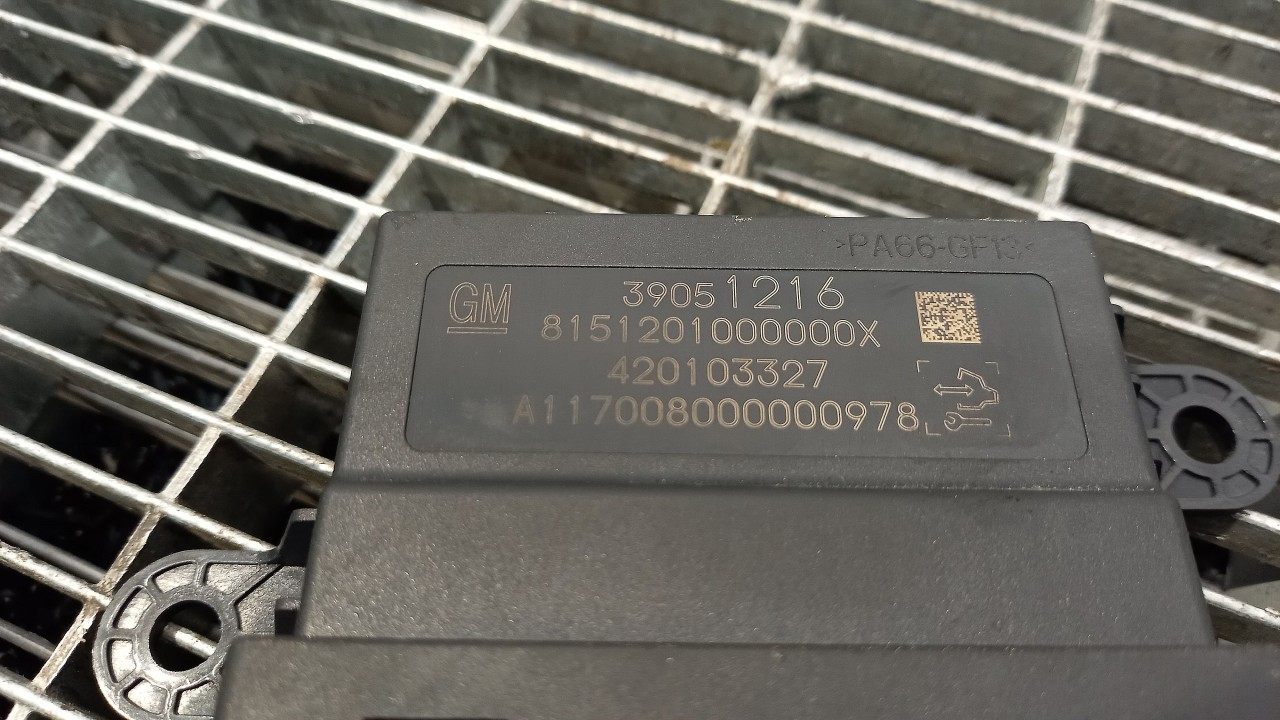 >PA66-GF13<
GM
39051216
8151201000000X
420103327
A117008000000978